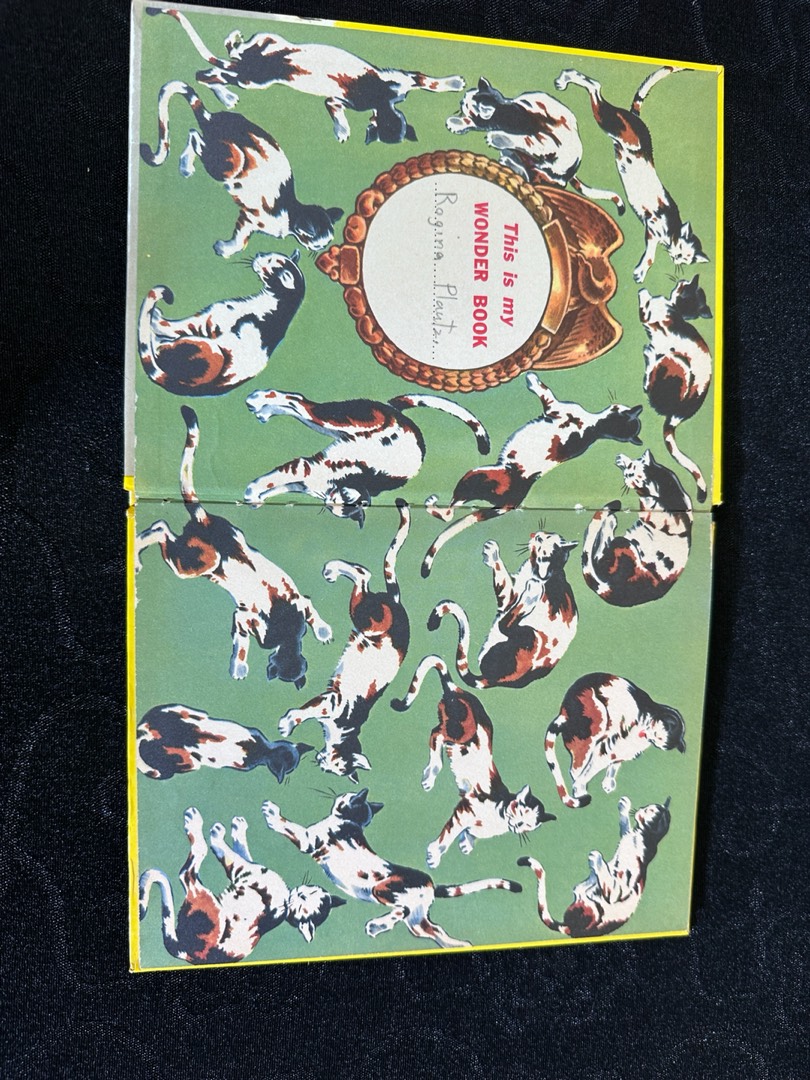 This is my
WONDER BOOK
Regina Plautz